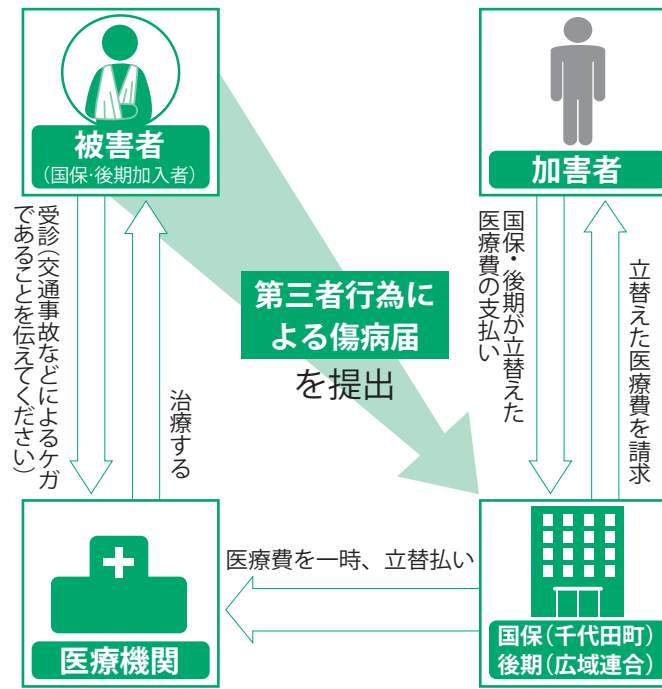 被害者
（国保・後期加入者）
加害者
受診（交通事故などによるケガ
であることを伝えてください）
治療する
第三者行為に
よる傷病届
を提出
国保・後期が立替えた
医療費の支払い
立替えた医療費を請求
医療費を一時、立替払い
医療機関
国保（千代田町）
後期（広域連合）